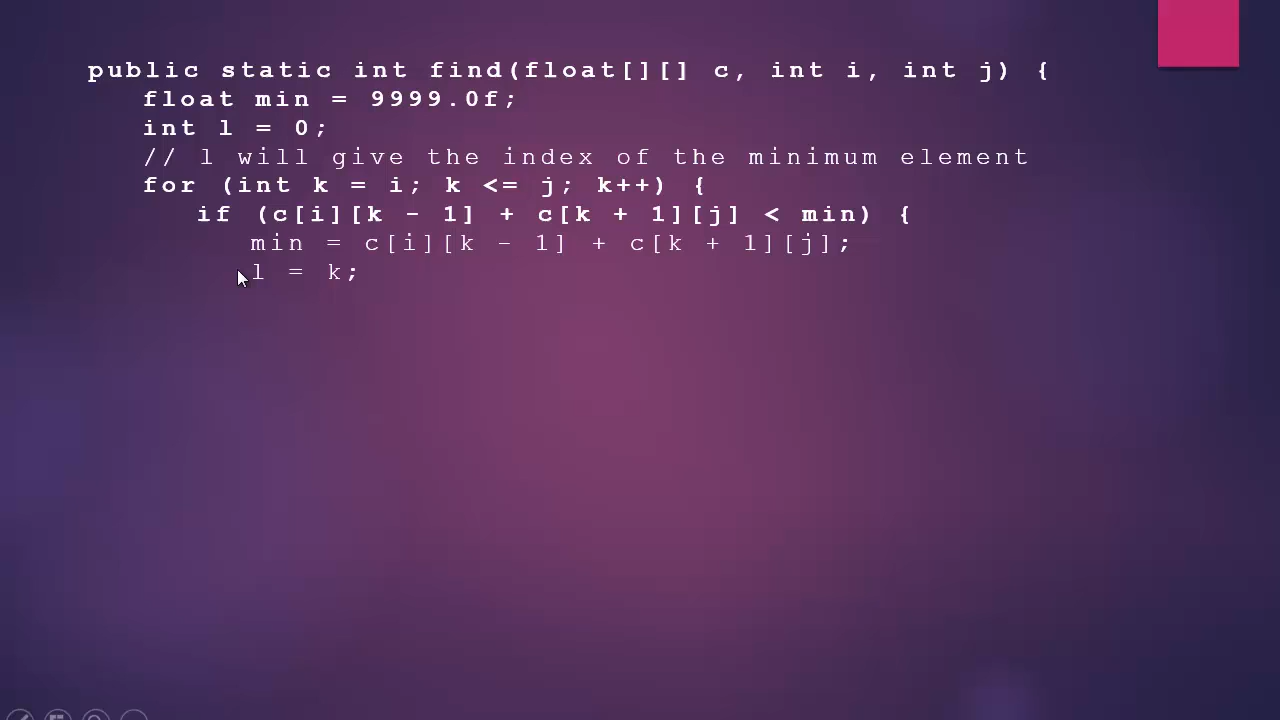 public static int find(float[][] c, int i, int j) {
float min = 9999.0f;
int l = 0;
// l will give the index of the minimum element
for (int k = i; k <= j; k++) {
if (c[i][k - 1] + c[k + 1][j] < min) {
min = c[i][k - 1] + c[k + 1][j];
l = k;